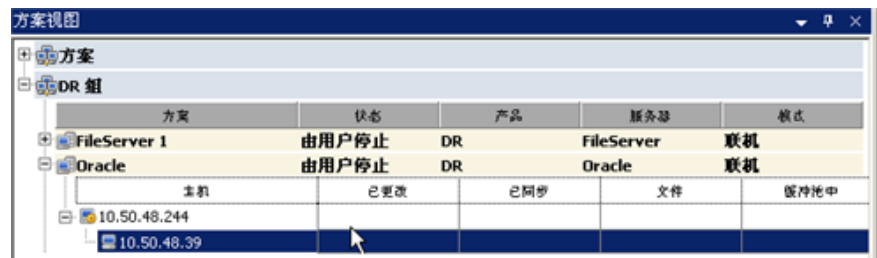 方案视图
方案
DR 组
方案 状态 产品 服务器 模式
FileServer 1 由用户停止 DR FileServer 联机
Oracle 由用户停止 DR Oracle 联机
主机 已更改 已同步 文件 缓冲池中
10.50.48.244
10.50.48.39